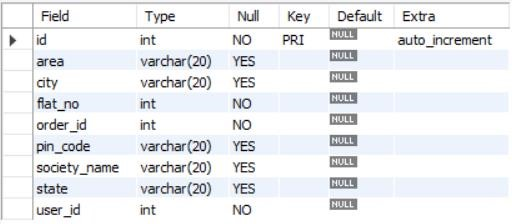 Field Type Null Key Default Extra
id int NO PRI NULL auto_increment
area varchar(20) YES NULL
city varchar(20) YES NULL
flat_no int NO NULL
order_id int NO NULL
pin_code varchar(20) YES NULL
society_name varchar(20) YES NULL
state varchar(20) YES NULL
user_id int NO NULL